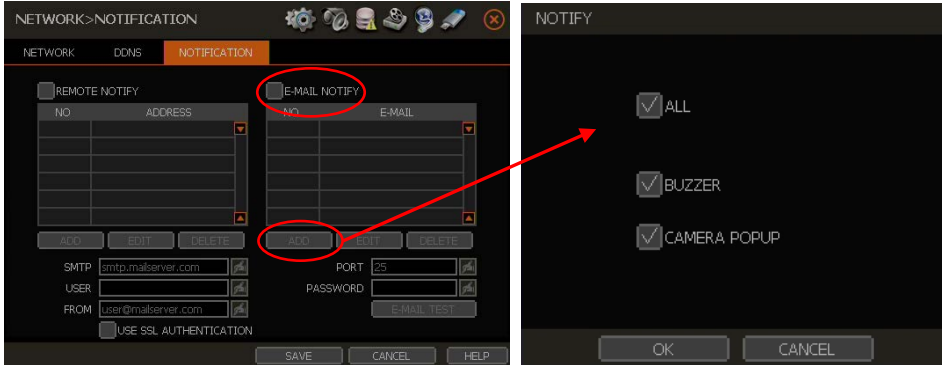 NETWORK>NOTIFICATION
NETWORK DDNS NOTIFICATION
REMOTE NOTIFY
NO ADDRESS
ADD EDIT DELETE
E-MAIL NOTIFY
NO E-MAIL
ADD EDIT DELETE
SMTP smtp.mailserver.com
PORT 25
USER
PASSWORD
FROM user@mailserver.com
E-MAIL TEST
USE SSL AUTHENTICATION
SAVE CANCEL HELP
NOTIFY
ALL
BUZZER
CAMERA POPUP
OK CANCEL